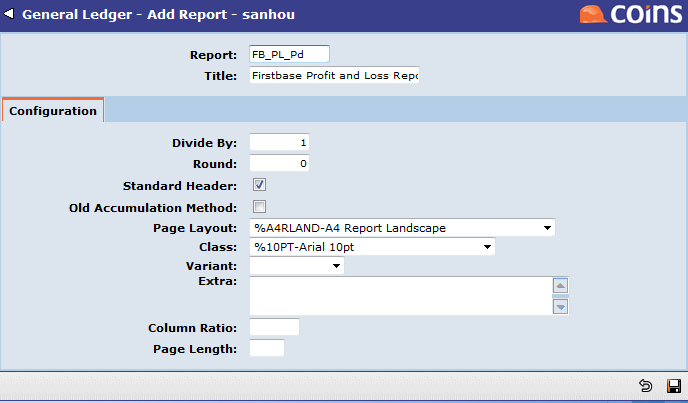 General Ledger - Add Report - sanhou
coins
Report: FB_PL_Pd
Title: Firstbase Profit and Loss Repo
Configuration
Divide By: 1
Round: 0
Standard Header:
Old Accumulation Method:
Page Layout: %A4RLAND-A4 Report Landscape
Class: %10PT-Arial 10pt
Variant:
Extra:
Column Ratio:
Page Length: